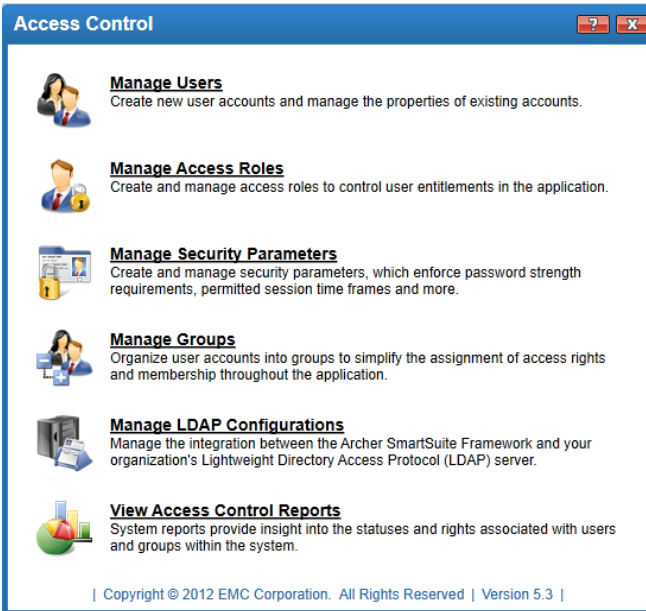 Access Control
? X
Manage Users
Create new user accounts and manage the properties of existing accounts.
Manage Access Roles
Create and manage access roles to control user entitlements in the application.
Manage Security Parameters
Create and manage security parameters, which enforce password strength
requirements, permitted session time frames and more.
Manage Groups
Organize user accounts into groups to simplify the assignment of access rights
and membership throughout the application.
Manage LDAP Configurations
Manage the integration between the Archer SmartSuite Framework and your
organization's Lightweight Directory Access Protocol (LDAP) server.
View Access Control Reports
System reports provide insight into the statuses and rights associated with users
and groups within the system.
| Copyright © 2012 EMC Corporation. All Rights Reserved | Version 5.3 |